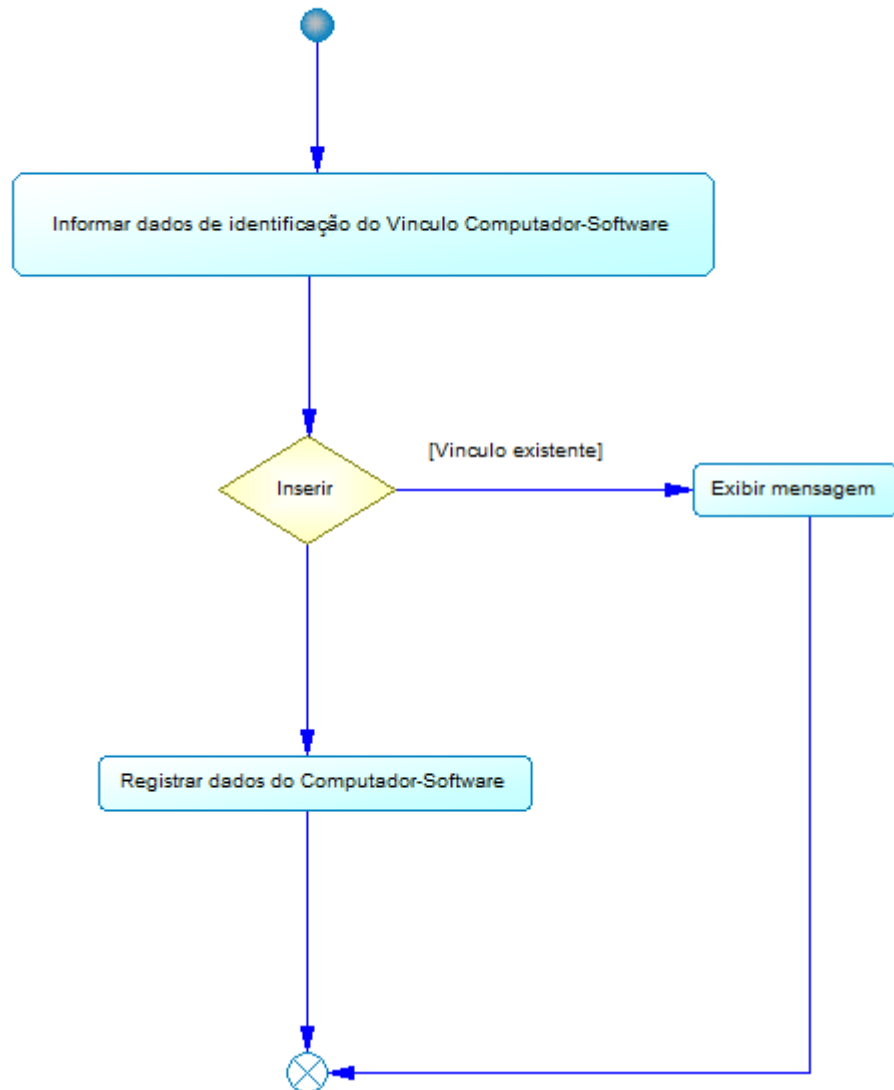 Informar dados de identificação do Vinculo Computador-Software
[Vinculo existente]
Inserir
Exibir mensagem
Registrar dados do Computador-Software